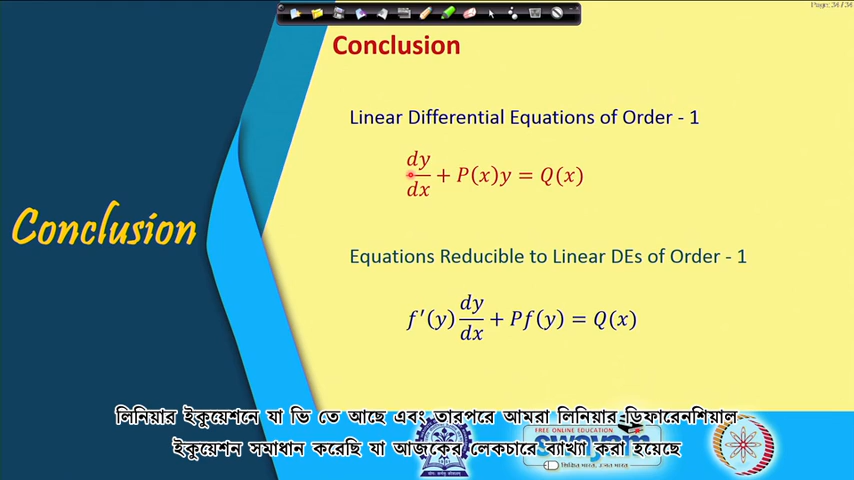 Page: 34 / 34
Conclusion
Linear Differential Equations of Order - 1
dy/dx + P(x)y = Q(x)
Conclusion
Equations Reducible to Linear DEs of Order - 1
f'(y) dy/dx + Pf(y) = Q(x)
লিনিয়ার ইকুয়েশনে যা ভি তে আছে এবং তারপরে আমরা লিনিয়ার ডিফারেনশিয়াল
FREE ONLINE EDUCATION
swayam
ইকুয়েশন সমাধান করেছি যা আজকের লেকচারে ব্যাখ্যা করা হয়েছে